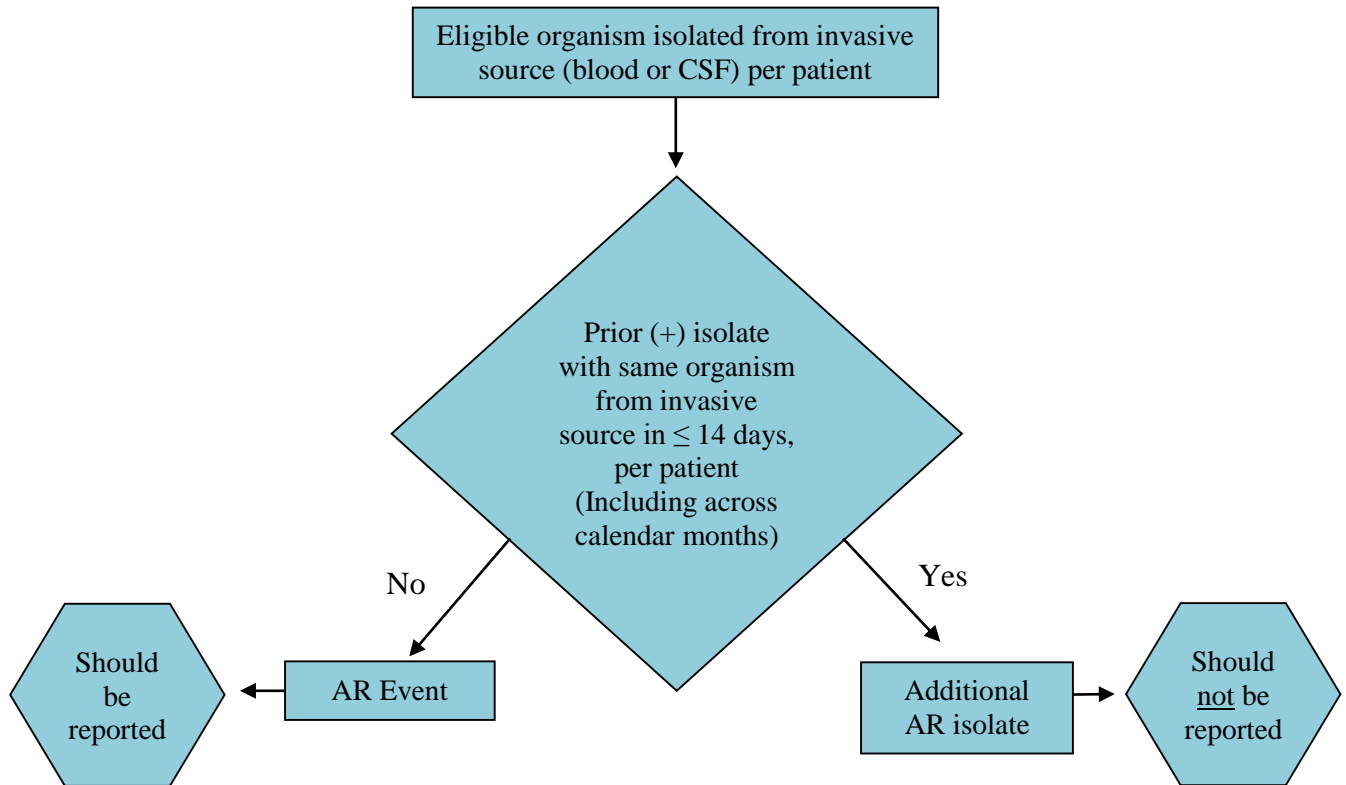 Eligible organism isolated from invasive
source (blood or CSF) per patient
Prior (+) isolate
with same organism
from invasive
source in ≤ 14 days,
per patient
(Including across
calendar months)
No
Yes
Should
be
reported
AR Event
Additional
AR isolate
Should
not be
reported